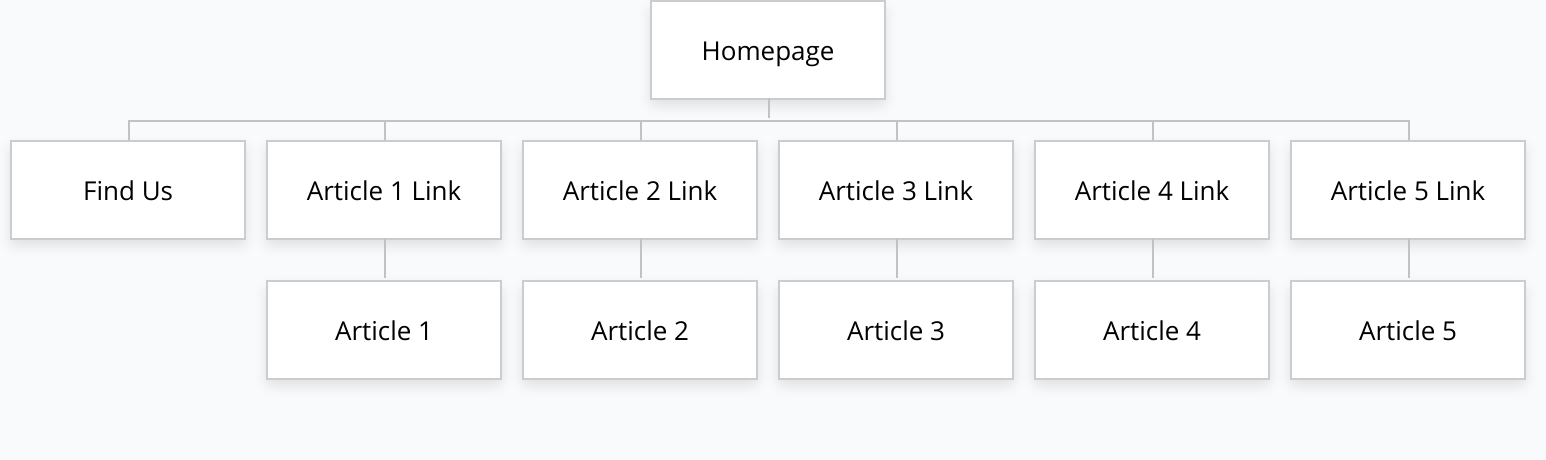 Homepage
Find Us
Article 1 Link
Article 2 Link
Article 3 Link
Article 4 Link
Article 5 Link
Article 1
Article 2
Article 3
Article 4
Article 5